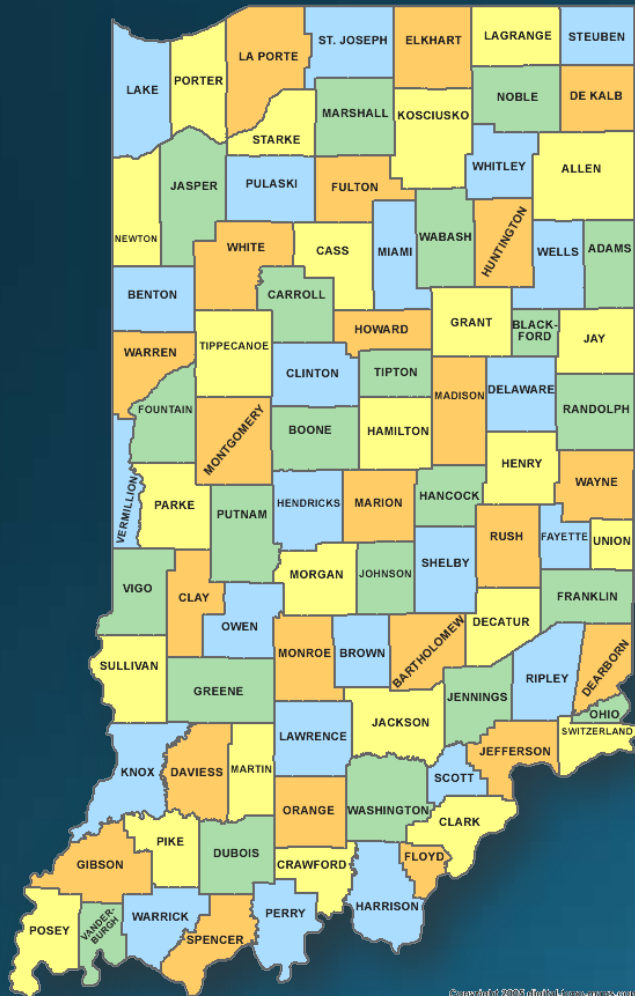 ST. JOSEPH
ELKHART
LAGRANGE
STEUBEN
LA PORTE
PORTER
LAKE
NOBLE
DE KALB
MARSHALL
KOSCIUSKO
STARKE
WHITLEY
ALLEN
JASPER
PULASKI
FULTON
NEWTON
WHITE
CASS
MIAMI
WABASH
HUNTINGTON
WELLS
ADAMS
BENTON
CARROLL
HOWARD
GRANT
BLACK-
FORD
JAY
WARREN
TIPPECANOE
CLINTON
TIPTON
MADISON
DELAWARE
RANDOLPH
FOUNTAIN
MONTGOMERY
BOONE
HAMILTON
HENRY
WAYNE
VERMILLION
PARKE
PUTNAM
HENDRICKS
MARION
HANCOCK
RUSH
FAYETTE
UNION
VIGO
CLAY
MORGAN
JOHNSON
SHELBY
FRANKLIN
OWEN
DECATUR
SULLIVAN
MONROE
BROWN
BARTHOLOMEW
RIPLEY
DEARBORN
GREENE
JENNINGS
OHIO
SWITZERLAND
LAWRENCE
JACKSON
JEFFERSON
KNOX
DAVIESS
MARTIN
SCOTT
ORANGE
WASHINGTON
CLARK
PIKE
DUBOIS
GIBSON
CRAWFORD
FLOYD
POSEY
VANDER-
BURGH
WARRICK
SPENCER
PERRY
HARRISON
Copyright 2005